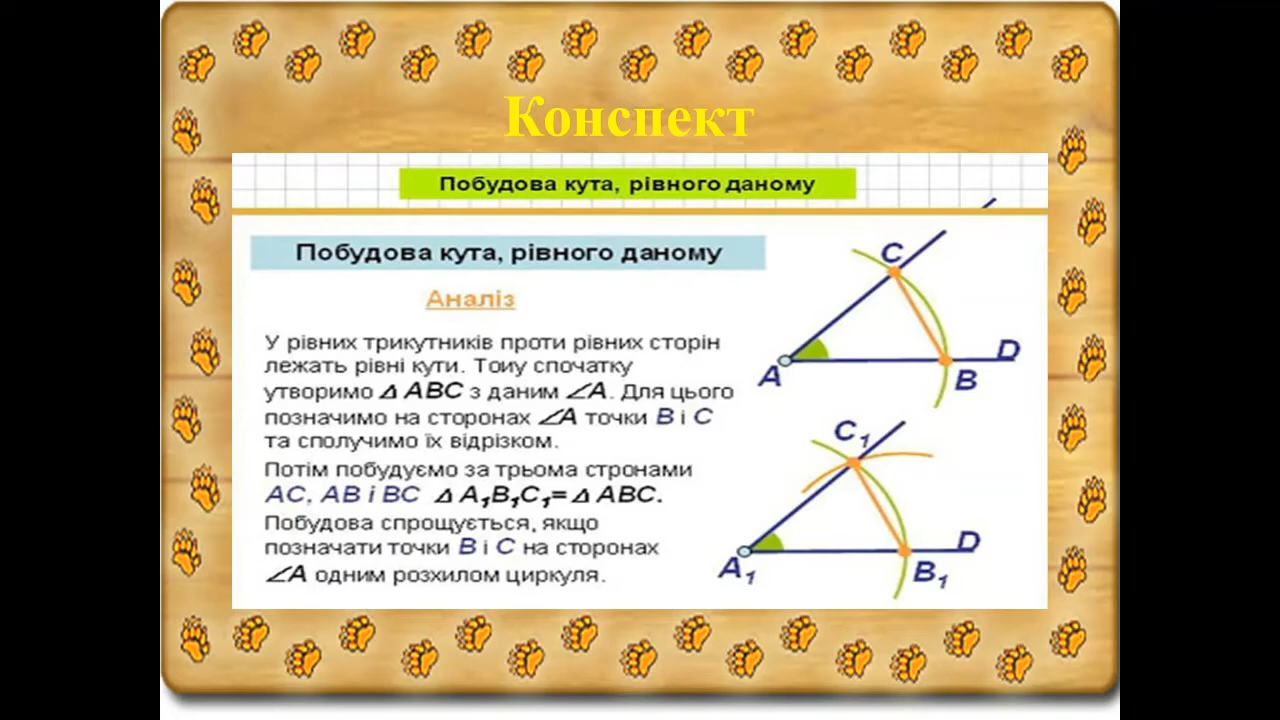 Конспект
Побудова кута, рівного даному
Побудова кута, рівного даному
Аналіз
У рівних трикутників проти рівних сторін
лежать рівні кути. Тоиу спочатку
утворимо Δ ABC з даним ∠A. Для цього
позначимо на сторонах ∠A точки B і C
та сполучимо їх відрізком.
Потім побудуємо за трьома стронами
AC, AB і BC Δ A₁B₁C₁= Δ ABC.
Побудова спрощується, якщо
позначати точки B і C на сторонах
∠A одним розхилом циркуля.
C
D
A
B
C₁
D
A₁
B₁